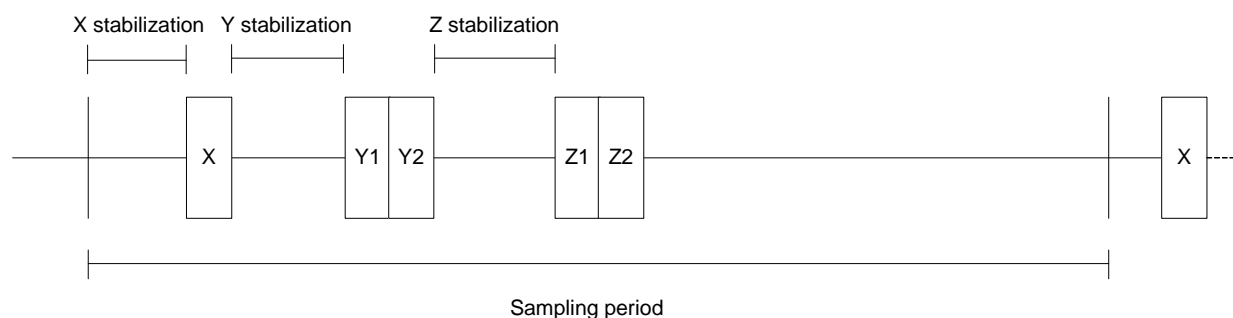 X stabilization Y stabilization Z stabilization
X Y1 Y2 Z1 Z2 X
Sampling period